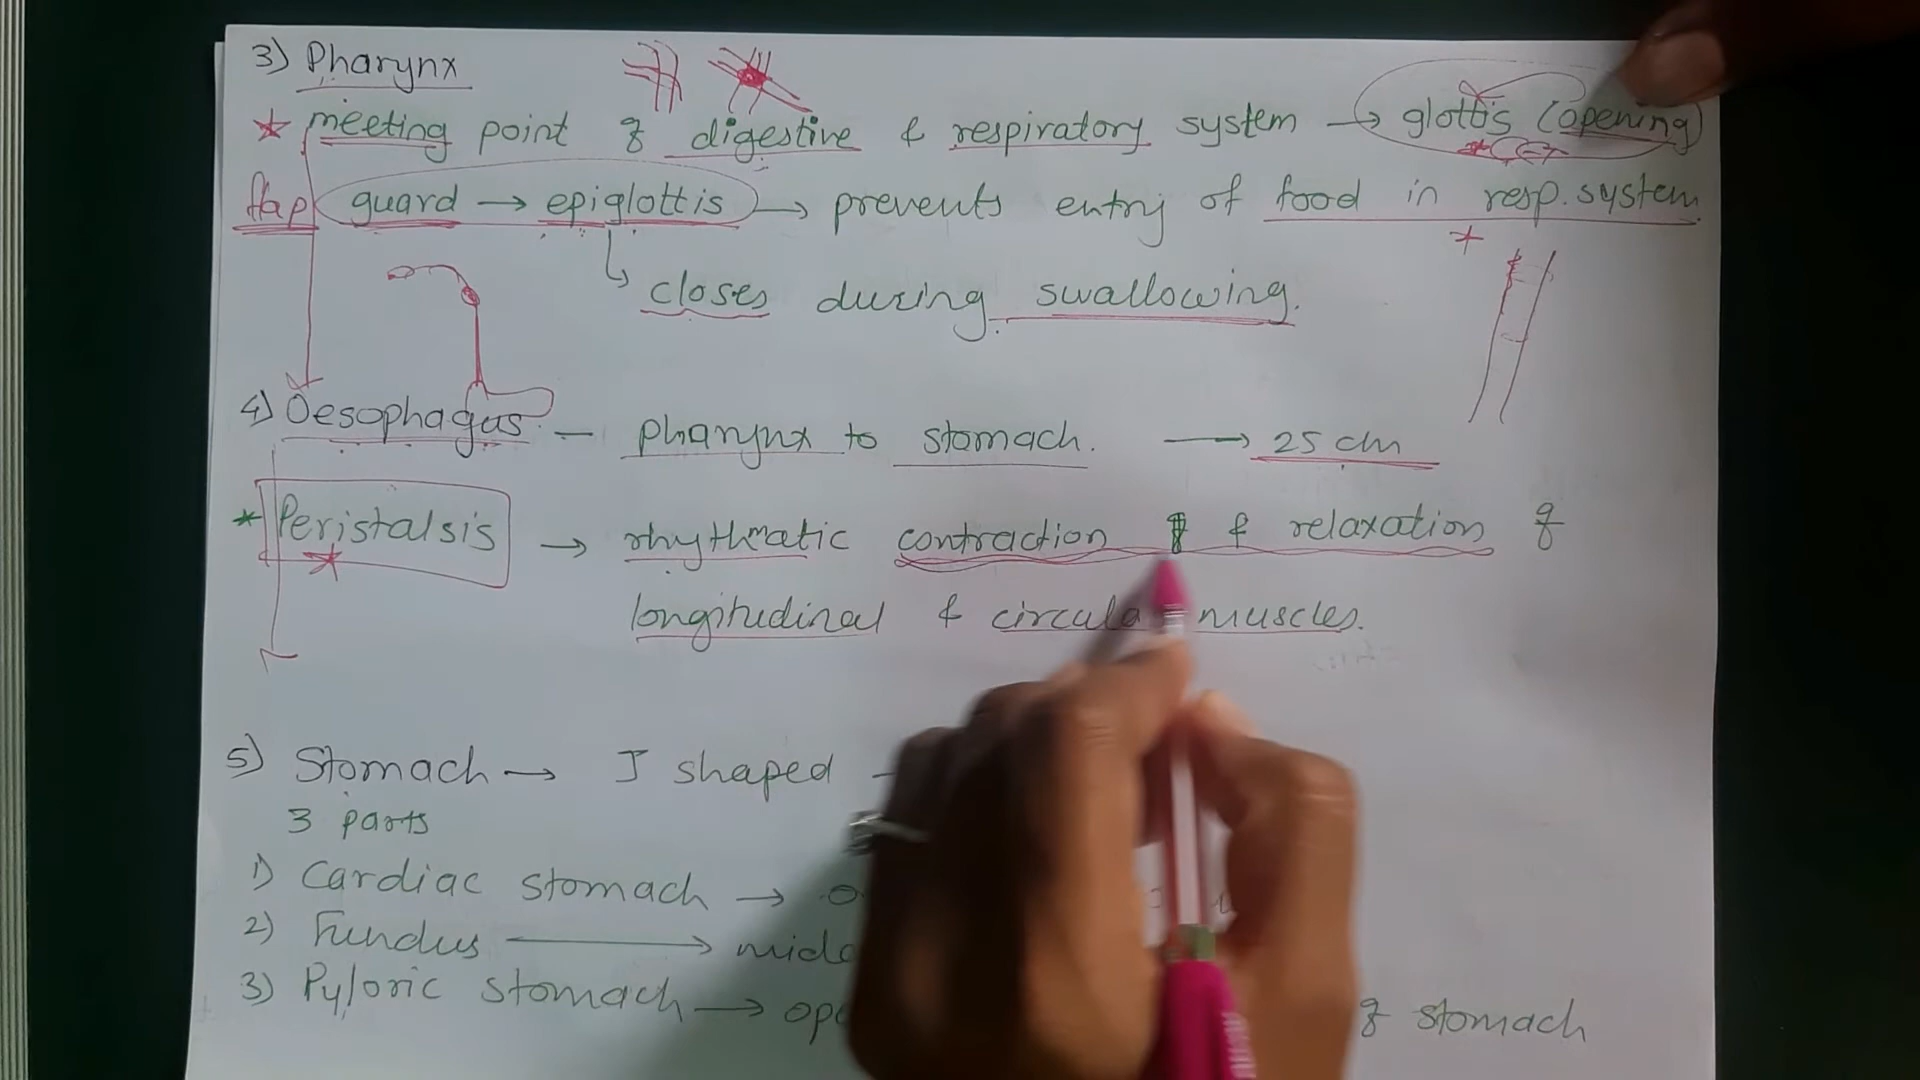 3) Pharynx
* meeting point of digestive & respiratory system → glottis (opening)
flap guard → epiglottis → prevents entry of food in resp. system
↳ closes during swallowing.
4) Oesophagus - Pharynx to stomach. → 25 cm
* Peristalsis → rhythmatic contraction & relaxation of
longitudinal & circula muscles.
5) Stomach → J shaped -
3 parts
1) Cardiac stomach →
2) Fundus → 
3) Pyloric stomach → of stomach